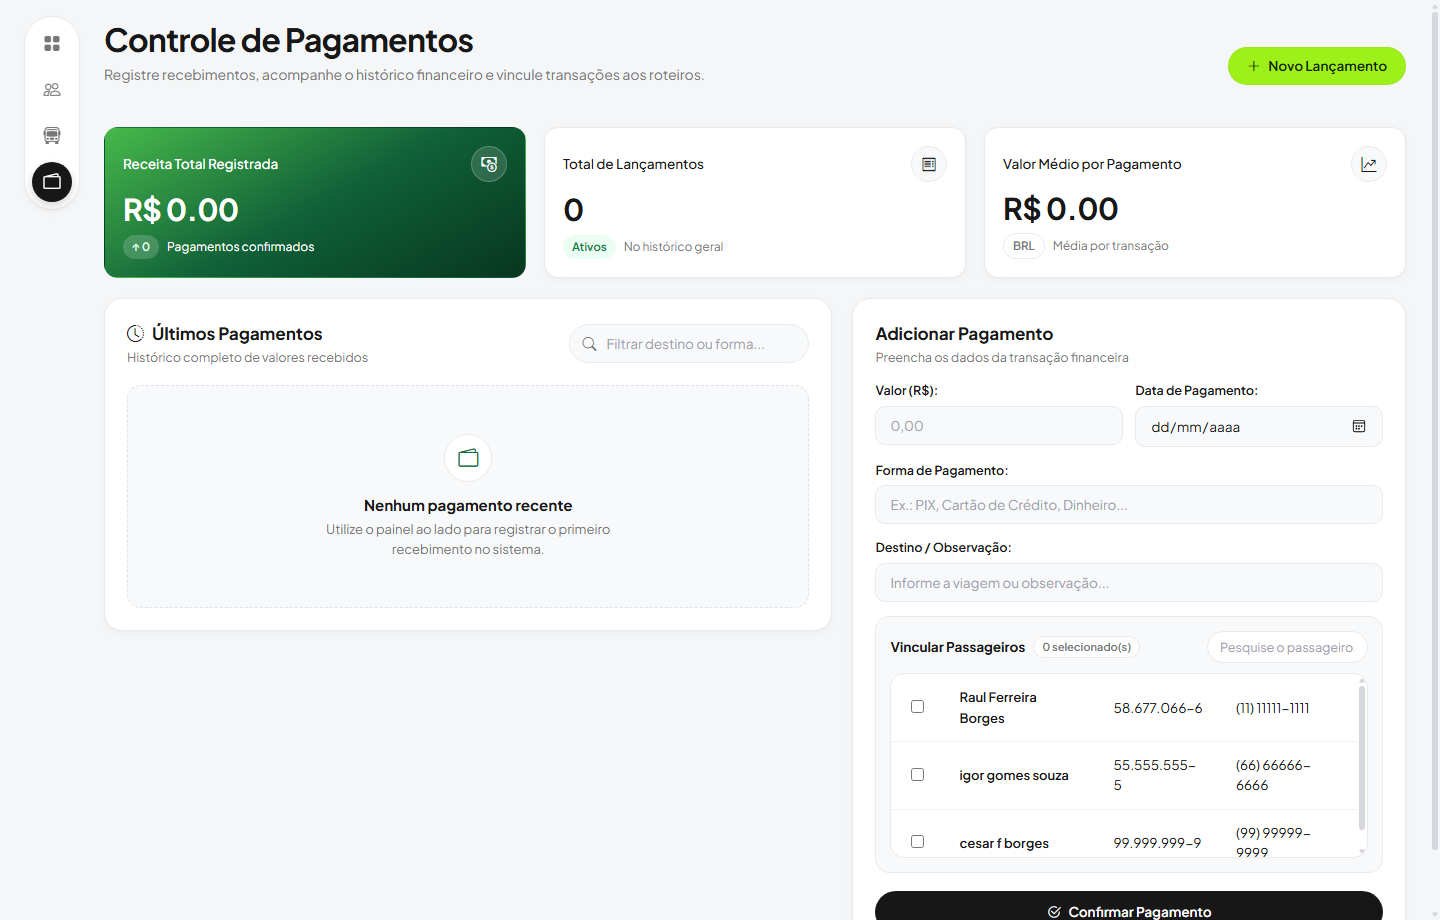 Controle de Pagamentos
Registre recebimentos, acompanhe o histórico financeiro e vincule transações aos roteiros.
Novo Lançamento
Receita Total Registrada
R$ 0.00
↑ 0 Pagamentos confirmados
Total de Lançamentos
0
Ativos No histórico geral
Valor Médio por Pagamento
R$ 0.00
BRL Média por transação
Últimos Pagamentos
Histórico completo de valores recebidos
Filtrar destino ou forma...
Nenhum pagamento recente
Utilize o painel ao lado para registrar o primeiro
recebimento no sistema.
Adicionar Pagamento
Preencha os dados da transação financeira
Valor (R$): Data de Pagamento:
0,00 dd/mm/aaaa
Forma de Pagamento:
Ex.: PIX, Cartão de Crédito, Dinheiro...
Destino / Observação:
Informe a viagem ou observação...
Vincular Passageiros 0 selecionado(s) Pesquise o passageiro
Raul Ferreira
Borges
58.677.066-6
(11) 11111-1111
igor gomes souza
55.555.555-
5
(66) 66666-
6666
cesar f borges
99.999.999-9
(99) 99999-
9999
Confirmar Pagamento